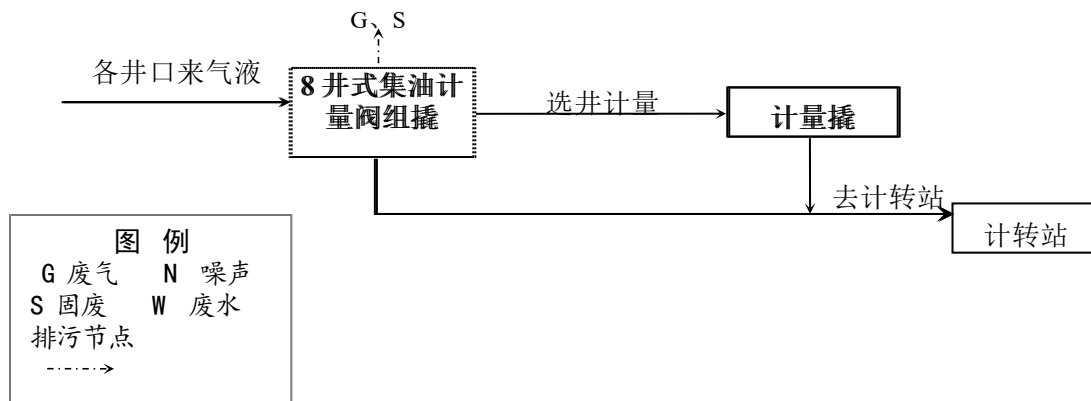 G、S
各井口来气液
8 井式集油计
量阀组撬
选井计量
计量撬
去计转站
计转站
图 例
G 废气 N 噪声
S 固废 W 废水
排污节点